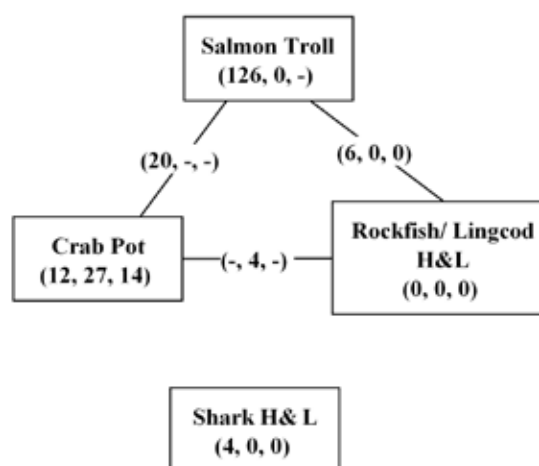 Salmon Troll
(126, 0, -)
(20, -, -)
(6, 0, 0)
Crab Pot
(12, 27, 14)
(-, 4, -)
Rockfish/ Lingcod
H&L
(0, 0, 0)
Shark H& L
(4, 0, 0)